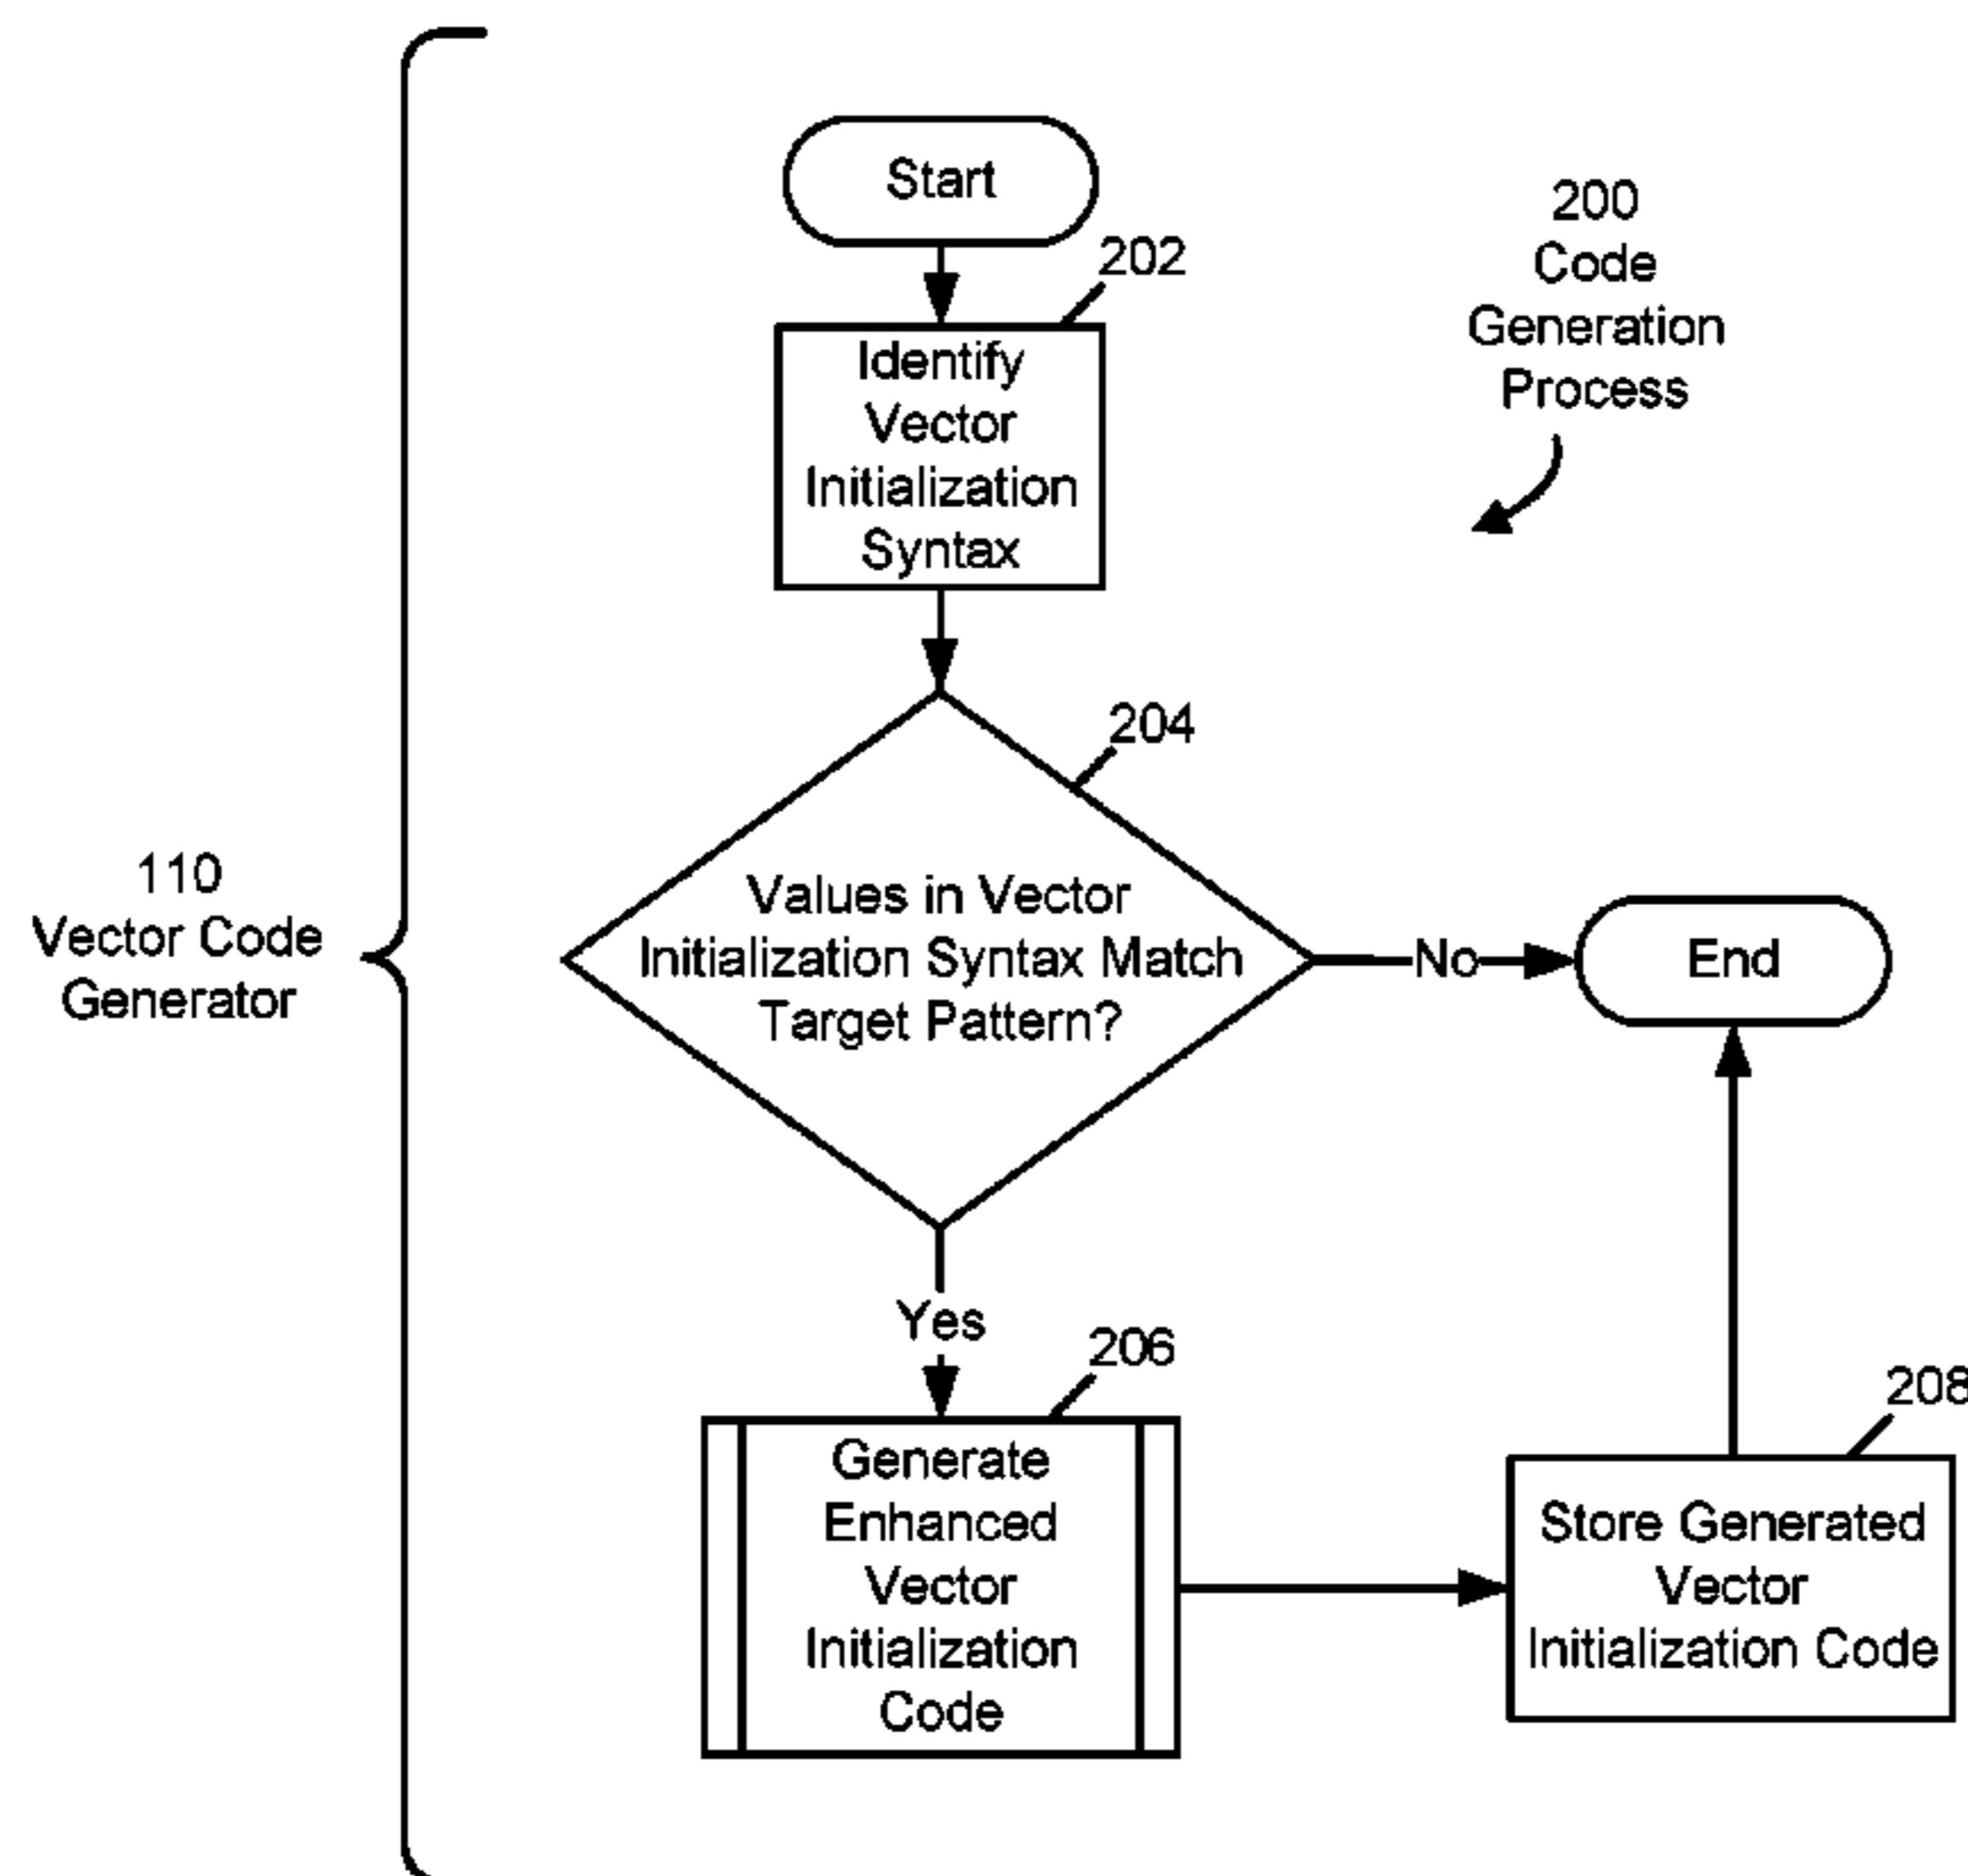 Start
202
200
Code
Generation
Process
Identify
Vector
Initialization
Syntax
204
110
Vector Code
Generator
Values in Vector
Initialization Syntax Match
Target Pattern?
No
End
Yes
206
Generate
Enhanced
Vector
Initialization
Code
208
Store Generated
Vector
Initialization Code